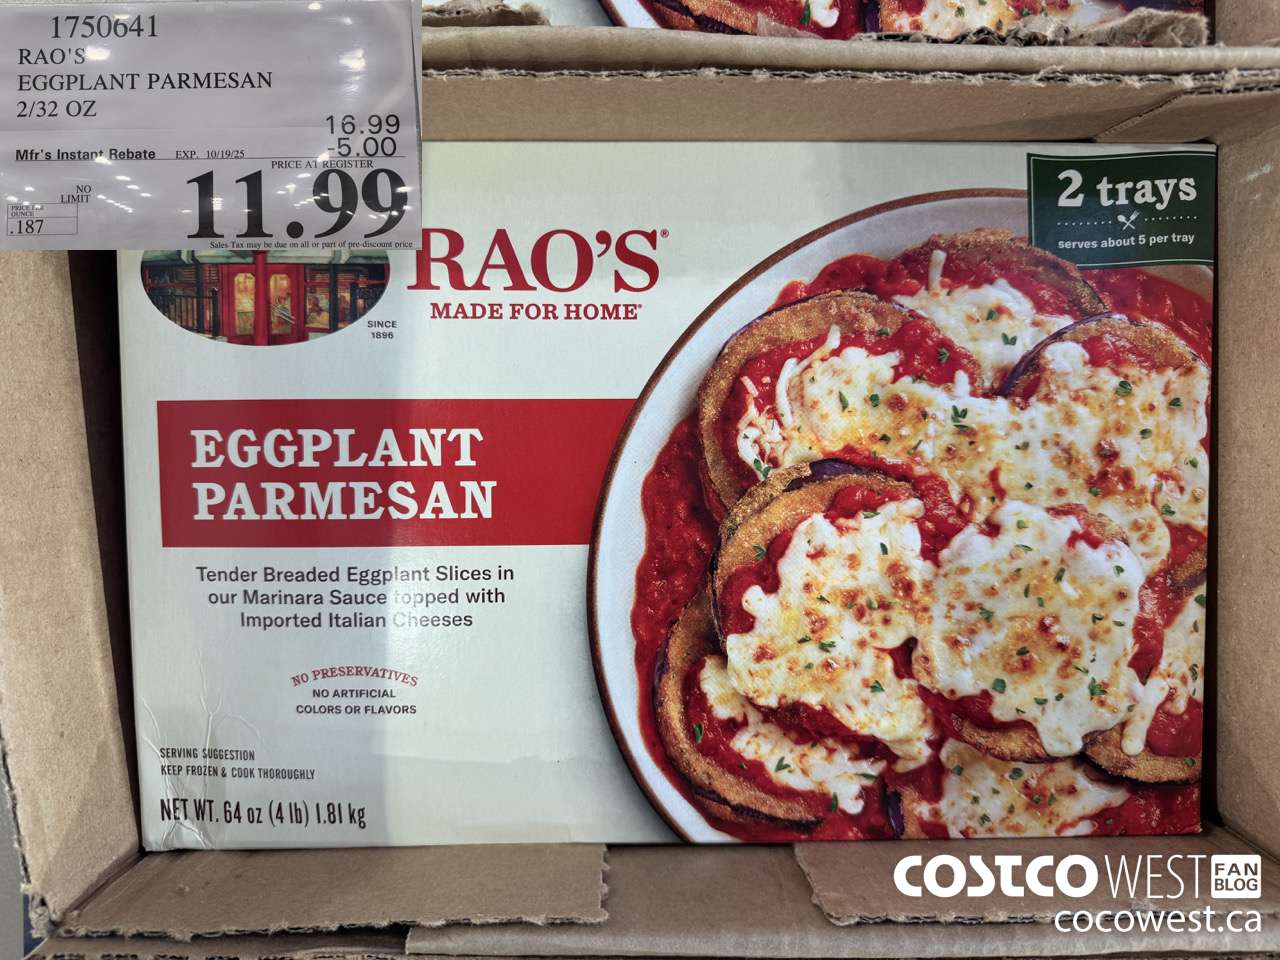 1750641
RAO'S
EGGPLANT PARMESAN
2/32 OZ
16.99
-5.00
Mfr's Instant Rebate EXP. 10/19/25
PRICE AT REGISTER
11.99
NO
LIMIT
PRICE PER
OUNCE
.187
Sales Tax may be due on all or part of pre-discount price
2 trays
serves about 5 per tray
RAO'S®
MADE FOR HOME®
SINCE
1896
EGGPLANT
PARMESAN
Tender Breaded Eggplant Slices in
our Marinara Sauce topped with
Imported Italian Cheeses
NO PRESERVATIVES
NO ARTIFICIAL
COLORS OR FLAVORS
SERVING SUGGESTION
KEEP FROZEN & COOK THOROUGHLY
NET WT. 64 oz (4 lb) 1.81 kg
COSTCO WEST FAN BLOG
cocowest.ca